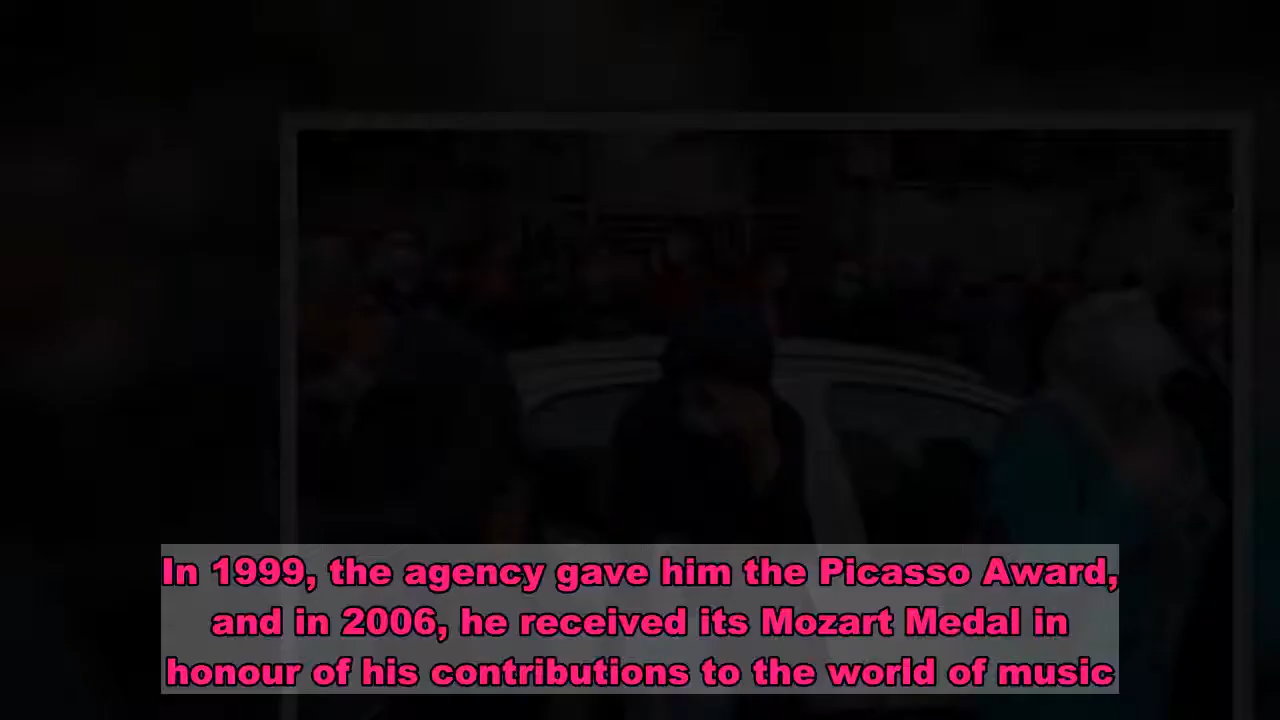 In 1999, the agency gave him the Picasso Award,
and in 2006, he received its Mozart Medal in
honour of his contributions to the world of music